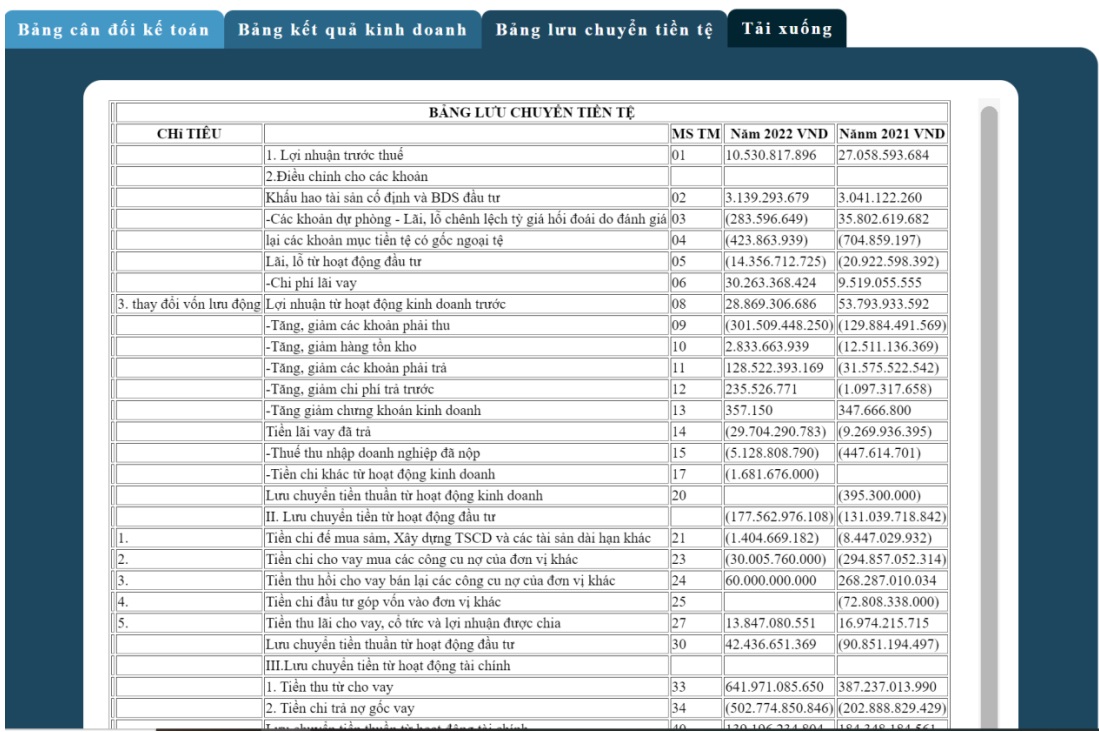 Bảng cân đối kế toán Bảng kết quả kinh doanh Bảng lưu chuyển tiền tệ Tải xuống
BẢNG LƯU CHUYỂN TIỀN TỆ
CHỉ TIÊU MS TM Năm 2022 VND Nănm 2021 VND
1. Lợi nhuận trước thuế 01 10.530.817.896 27.058.593.684
2.Điều chỉnh cho các khoản
Khấu hao tài sản cố định và BDS đầu tư 02 3.139.293.679 3.041.122.260
-Các khoản dự phòng - Lãi, lỗ chênh lệch tỷ giá hối đoái do đánh giá 03 (283.596.649) 35.802.619.682
lại các khoản mục tiền tệ có gốc ngoại tệ 04 (423.863.939) (704.859.197)
Lãi, lỗ từ hoạt động đầu tư 05 (14.356.712.725) (20.922.598.392)
-Chi phí lãi vay 06 30.263.368.424 9.519.055.555
3. thay đổi vốn lưu động Lợi nhuận từ hoạt động kinh doanh trước 08 28.869.306.686 53.793.933.592
-Tăng, giảm các khoản phải thu 09 (301.509.448.250) (129.884.491.569)
-Tăng, giảm hàng tồn kho 10 2.833.663.939 (12.511.136.369)
-Tăng, giảm các khoản phải trả 11 128.522.393.169 (31.575.522.542)
-Tăng, giảm chi phí trả trước 12 235.526.771 (1.097.317.658)
-Tăng giảm chưng khoán kinh doanh 13 357.150 347.666.800
Tiền lãi vay đã trả 14 (29.704.290.783) (9.269.936.395)
-Thuế thu nhập doanh nghiệp đã nộp 15 (5.128.808.790) (447.614.701)
-Tiền chi khác từ hoạt động kinh doanh 17 (1.681.676.000)
Lưu chuyển tiền thuần từ hoạt động kinh doanh 20 (395.300.000)
II. Lưu chuyển tiền từ hoạt động đầu tư (177.562.976.108) (131.039.718.842)
1. Tiền chi để mua sảm, Xây dựng TSCD và các tài sản dài hạn khác 21 (1.404.669.182) (8.447.029.932)
2. Tiền chi cho vay mua các công cu nợ của đơn vị khác 23 (30.005.760.000) (294.857.052.314)
3. Tiền thu hồi cho vay bán lại các công cu nợ của đơn vị khác 24 60.000.000.000 268.287.010.034
4. Tiền chi đầu tư góp vốn vào đơn vị khác 25 (72.808.338.000)
5. Tiền thu lãi cho vay, cổ tức và lợi nhuận được chia 27 13.847.080.551 16.974.215.715
Lưu chuyển tiền thuần từ hoạt động đầu tư 30 42.436.651.369 (90.851.194.497)
III.Lưu chuyển tiền từ hoạt động tài chính
1. Tiền thu từ cho vay 33 641.971.085.650 387.237.013.990
2. Tiền chi trả nợ gốc vay 34 (502.774.850.846) (202.888.829.429)
Lưu chuyển tiền thuần từ hoạt động tài chính 40 139.196.234.804 184.348.184.561